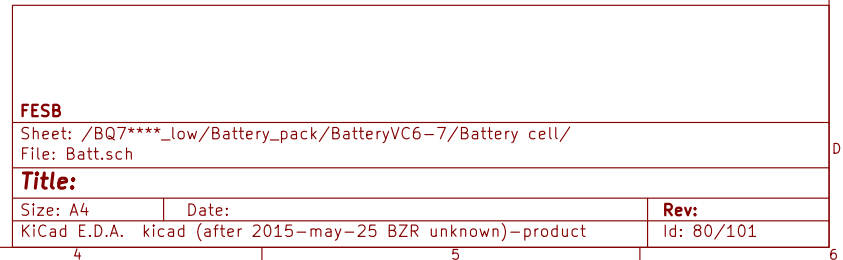 FESB
Sheet: /BQ7****_low/Battery_pack/BatteryVC6-7/Battery cell/
File: Batt.sch
D
Title:
Size: A4 Date: Rev:
KiCad E.D.A. kicad (after 2015-may-25 BZR unknown)-product Id: 80/101
4 5 6